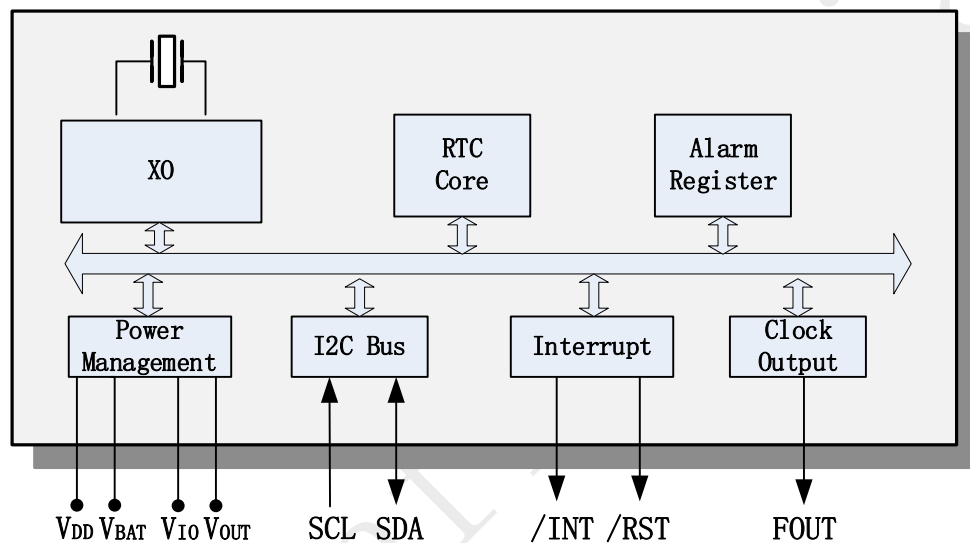 XO
RTC
Core
Alarm
Register
Power
Management
I2C Bus
Interrupt
Clock
Output
VDD VBAT VIO VOUT SCL SDA /INT /RST FOUT